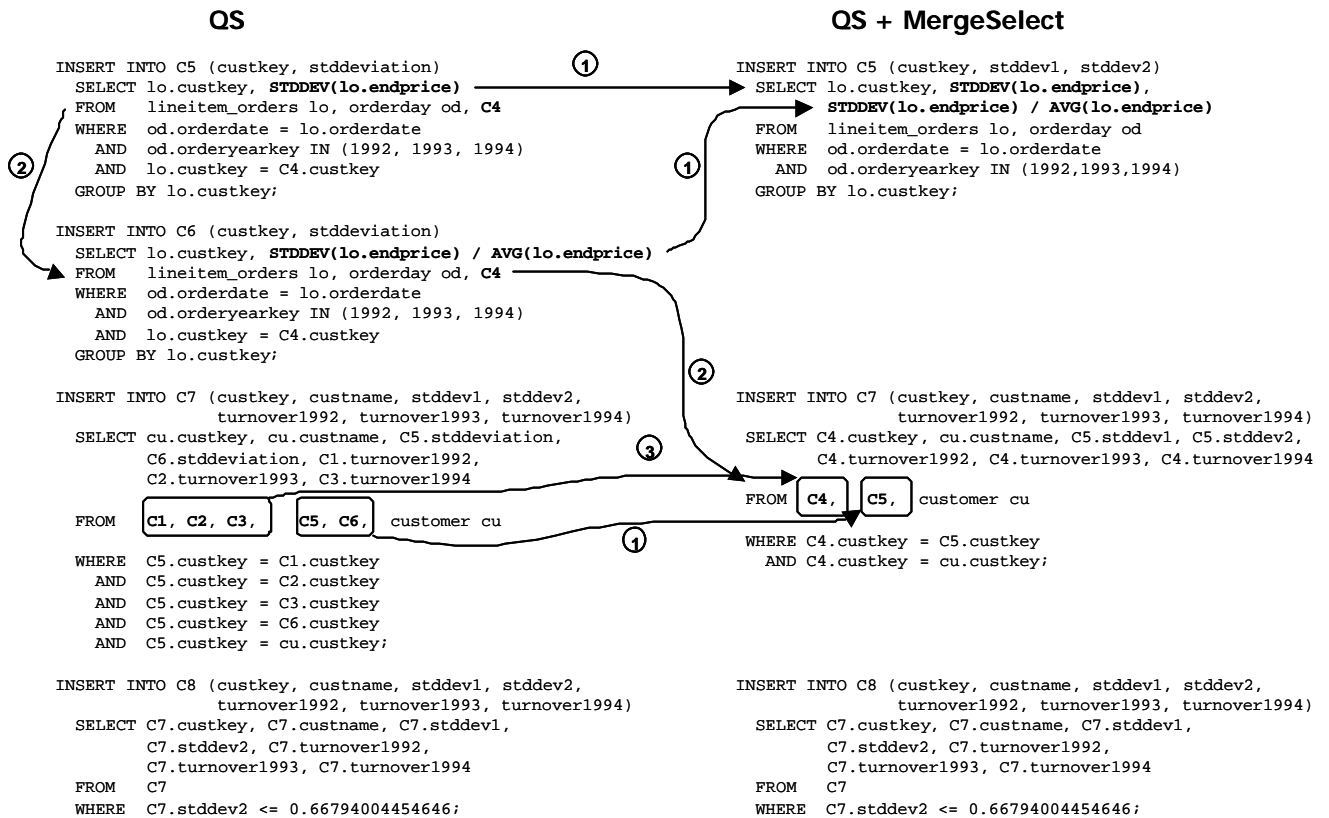 QS
INSERT INTO C5 (custkey, stddeviation)
SELECT lo.custkey, STDDEV(lo.endprice)
FROM lineitem_orders lo, orderday od, C4
WHERE od.orderdate = lo.orderdate
AND od.orderyearkey IN (1992, 1993, 1994)
AND lo.custkey = C4.custkey
GROUP BY lo.custkey;
INSERT INTO C6 (custkey, stddeviation)
SELECT lo.custkey, STDDEV(lo.endprice) / AVG(lo.endprice)
FROM lineitem_orders lo, orderday od, C4
WHERE od.orderdate = lo.orderdate
AND od.orderyearkey IN (1992, 1993, 1994)
AND lo.custkey = C4.custkey
GROUP BY lo.custkey;
INSERT INTO C7 (custkey, custname, stddev1, stddev2,
turnover1992, turnover1993, turnover1994)
SELECT cu.custkey, cu.custname, C5.stddeviation,
C6.stddeviation, C1.turnover1992,
C2.turnover1993, C3.turnover1994
FROM C1, C2, C3, C5, C6, customer cu
WHERE C5.custkey = C1.custkey
AND C5.custkey = C2.custkey
AND C5.custkey = C3.custkey
AND C5.custkey = C6.custkey
AND C5.custkey = cu.custkey;
INSERT INTO C8 (custkey, custname, stddev1, stddev2,
turnover1992, turnover1993, turnover1994)
SELECT C7.custkey, C7.custname, C7.stddev1,
C7.stddev2, C7.turnover1992,
C7.turnover1993, C7.turnover1994
FROM C7
WHERE C7.stddev2 <= 0.66794004454646;
2
1
1
2
3
1
QS + MergeSelect
INSERT INTO C5 (custkey, stddev1, stddev2)
SELECT lo.custkey, STDDEV(lo.endprice),
STDDEV(lo.endprice) / AVG(lo.endprice)
FROM lineitem_orders lo, orderday od
WHERE od.orderdate = lo.orderdate
AND od.orderyearkey IN (1992,1993,1994)
GROUP BY lo.custkey;
INSERT INTO C7 (custkey, custname, stddev1, stddev2,
turnover1992, turnover1993, turnover1994)
SELECT C4.custkey, cu.custname, C5.stddev1, C5.stddev2,
C4.turnover1992, C4.turnover1993, C4.turnover1994
FROM C4, C5, customer cu
WHERE C4.custkey = C5.custkey
AND C4.custkey = cu.custkey;
INSERT INTO C8 (custkey, custname, stddev1, stddev2,
turnover1992, turnover1993, turnover1994)
SELECT C7.custkey, C7.custname, C7.stddev1,
C7.stddev2, C7.turnover1992,
C7.turnover1993, C7.turnover1994
FROM C7
WHERE C7.stddev2 <= 0.66794004454646;